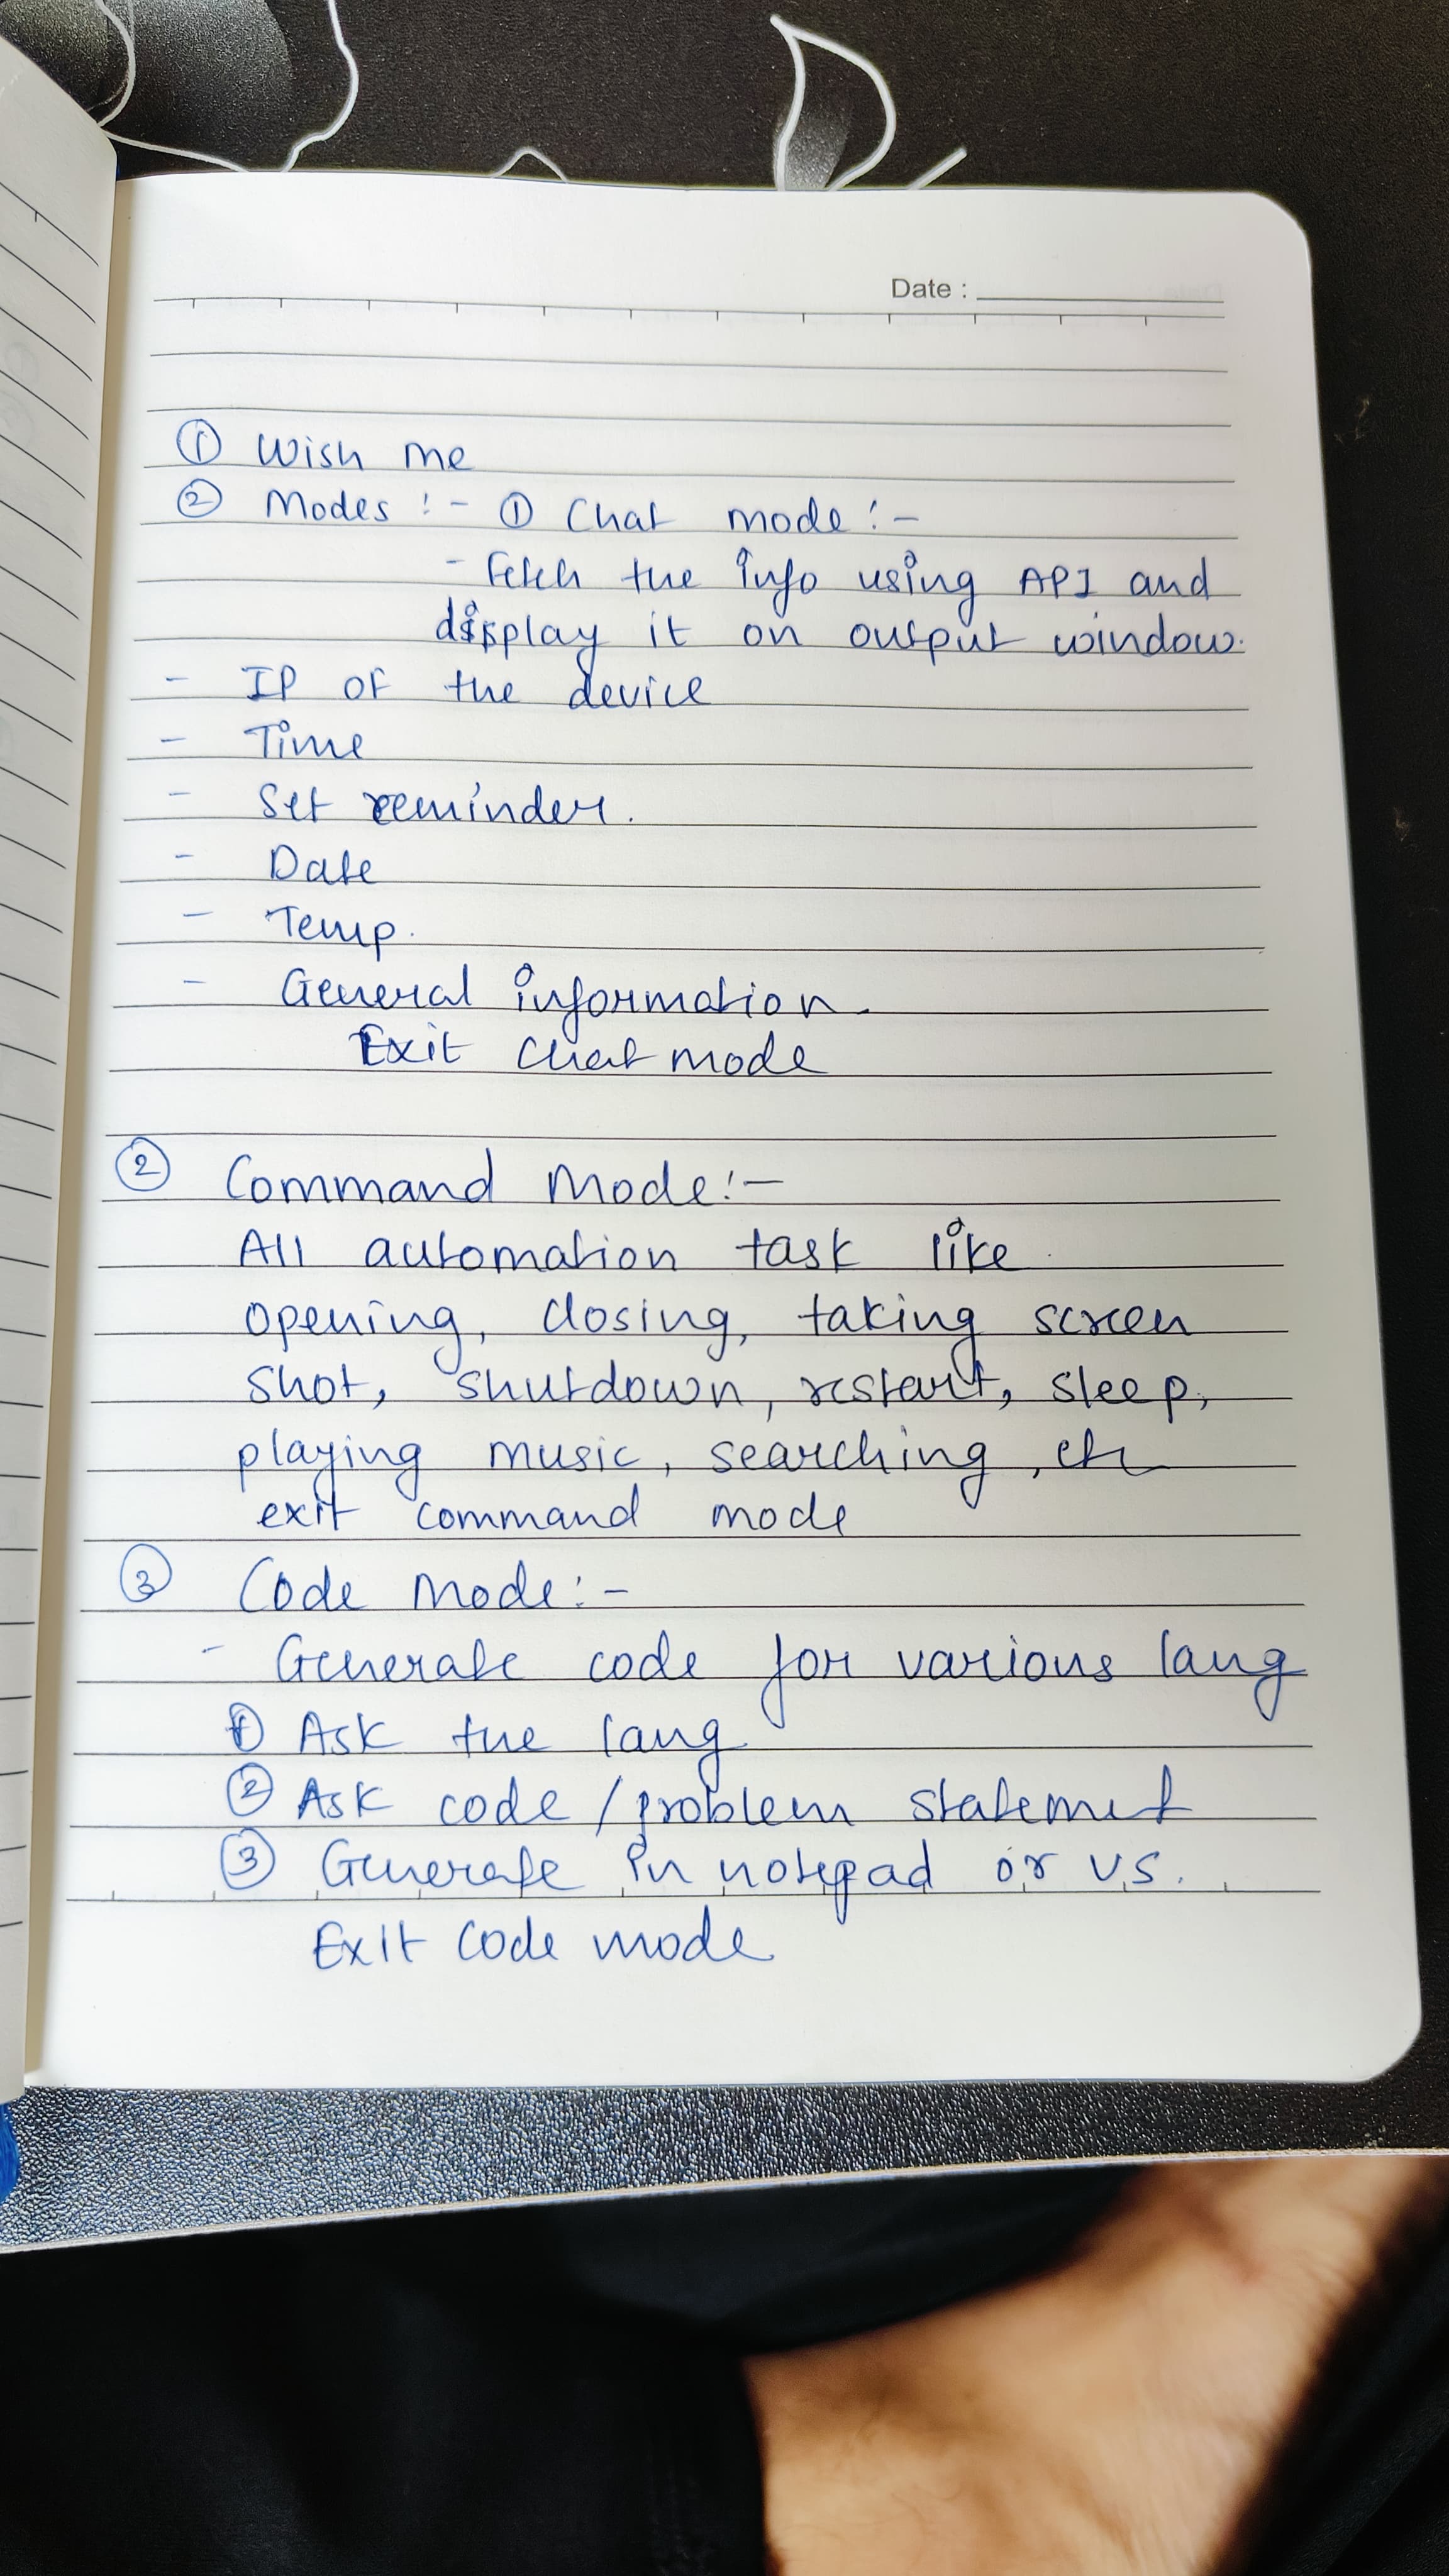 Date :
① Wish me
② Modes :- ① Chat mode :-
- Fetch the info using API and
display it on output window.
- IP of the device
- Time
- Set reminder.
- Date
- Temp.
- General information.
Exit chat mode
② Command Mode :-
All automation task like
opening, closing, taking screen
shot, shutdown, restart, sleep,
playing music, searching, etc
exit command mode
③ Code Mode :-
- Generate code for various lang
① Ask the lang
② Ask code / problem statemet
③ Generate in notepad or VS.
Exit code mode